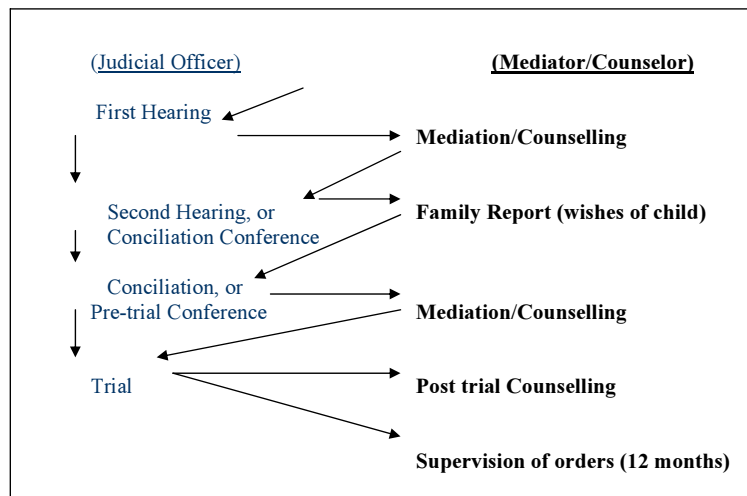 (Judicial Officer)
(Mediator/Counselor)
First Hearing
Mediation/Counselling
Second Hearing, or
Conciliation Conference
Family Report (wishes of child)
Conciliation, or
Pre-trial Conference
Mediation/Counselling
Trial
Post trial Counselling
Supervision of orders (12 months)